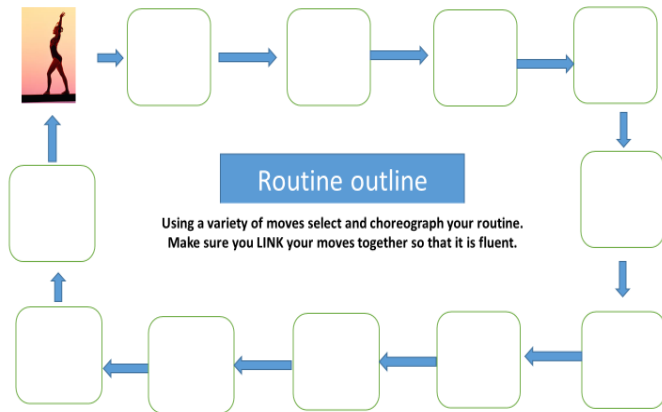 Routine outline
Using a variety of moves select and choreograph your routine.
Make sure you LINK your moves together so that it is fluent.